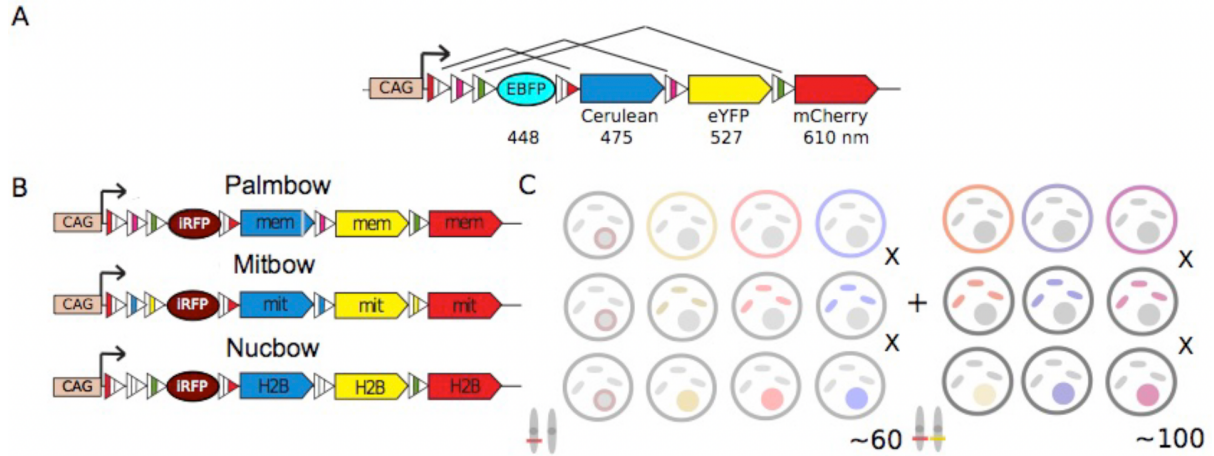 A
CAG
EBFP
Cerulean eYFP mCherry
448 475 527 610 nm
B
Palmbow
CAG iRFP mem mem mem
Mitbow
CAG iRFP mit mit mit
Nucbow
CAG iRFP H2B H2B H2B
C
X X
+
X X
~60 ~100